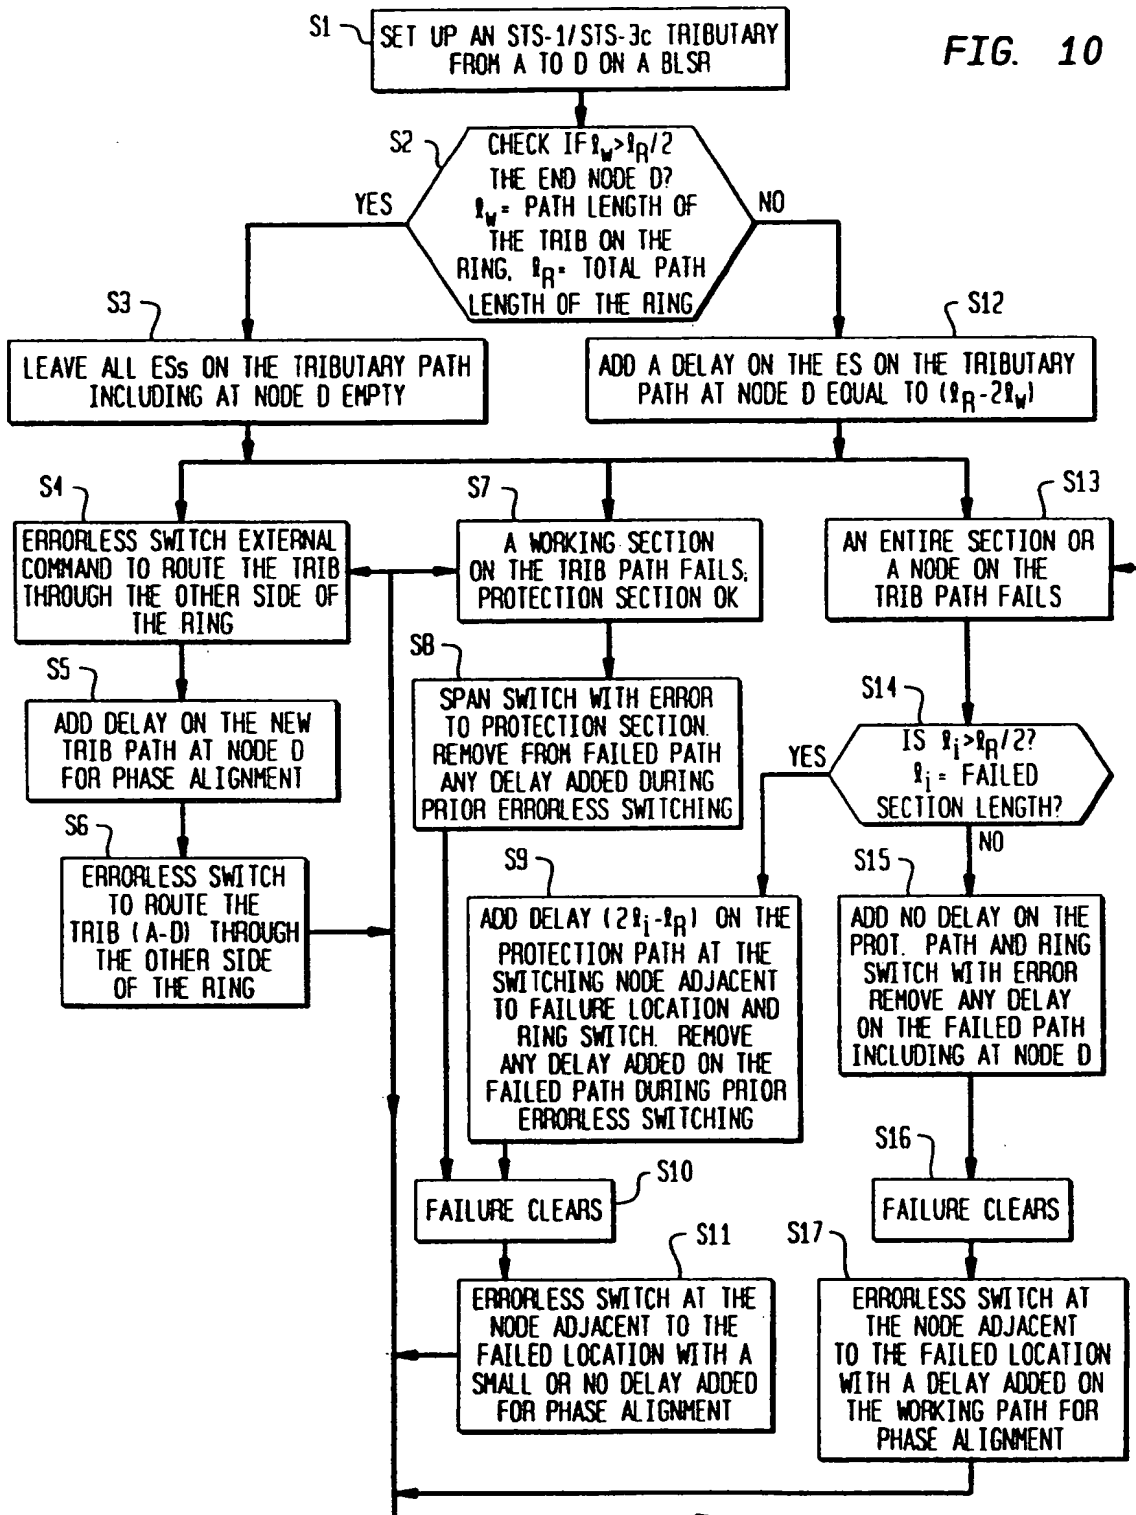 FIG. 10
S1
SET UP AN STS-1/STS-3c TRIBUTARY
FROM A TO D ON A BLSR
S2
CHECK IF ℓw>ℓR/2
THE END NODE D?
ℓw= PATH LENGTH OF
THE TRIB ON THE
RING, ℓR= TOTAL PATH
LENGTH OF THE RING
YES
NO
S3
LEAVE ALL ESs ON THE TRIBUTARY PATH
INCLUDING AT NODE D EMPTY
S12
ADD A DELAY ON THE ES ON THE TRIBUTARY
PATH AT NODE D EQUAL TO (ℓR-2ℓw)
S4
ERRORLESS SWITCH EXTERNAL
COMMAND TO ROUTE THE TRIB
THROUGH THE OTHER SIDE OF
THE RING
S7
A WORKING SECTION
ON THE TRIB PATH FAILS;
PROTECTION SECTION OK
S13
AN ENTIRE SECTION OR
A NODE ON THE
TRIB PATH FAILS
S5
ADD DELAY ON THE NEW
TRIB PATH AT NODE D
FOR PHASE ALIGNMENT
S8
SPAN SWITCH WITH ERROR
TO PROTECTION SECTION.
REMOVE FROM FAILED PATH
ANY DELAY ADDED DURING
PRIOR ERRORLESS SWITCHING
S14
IS ℓi>ℓR/2?
ℓi= FAILED
SECTION LENGTH?
YES
NO
S6
ERRORLESS SWITCH
TO ROUTE THE
TRIB (A-D) THROUGH
THE OTHER SIDE
OF THE RING
S9
ADD DELAY (2ℓi-ℓR) ON THE
PROTECTION PATH AT THE
SWITCHING NODE ADJACENT
TO FAILURE LOCATION AND
RING SWITCH. REMOVE
ANY DELAY ADDED ON THE
FAILED PATH DURING PRIOR
ERRORLESS SWITCHING
S15
ADD NO DELAY ON THE
PROT. PATH AND RING
SWITCH WITH ERROR
REMOVE ANY DELAY
ON THE FAILED PATH
INCLUDING AT NODE D
S10
FAILURE CLEARS
S16
FAILURE CLEARS
S11
ERRORLESS SWITCH AT THE
NODE ADJACENT TO THE
FAILED LOCATION WITH A
SMALL OR NO DELAY ADDED
FOR PHASE ALIGNMENT
S17
ERRORLESS SWITCH AT
THE NODE ADJACENT
TO THE FAILED LOCATION
WITH A DELAY ADDED ON
THE WORKING PATH FOR
PHASE ALIGNMENT